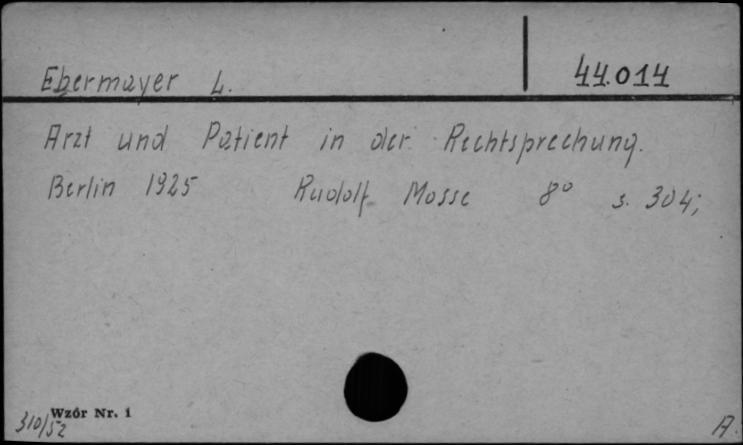 Ebermayer L. 44.014
Arzt und Patient in der Rechtsprechung.
Berlin 1925 Rudolf Mosse 8° s. 304;
Wzór Nr. 1
310/52
A.